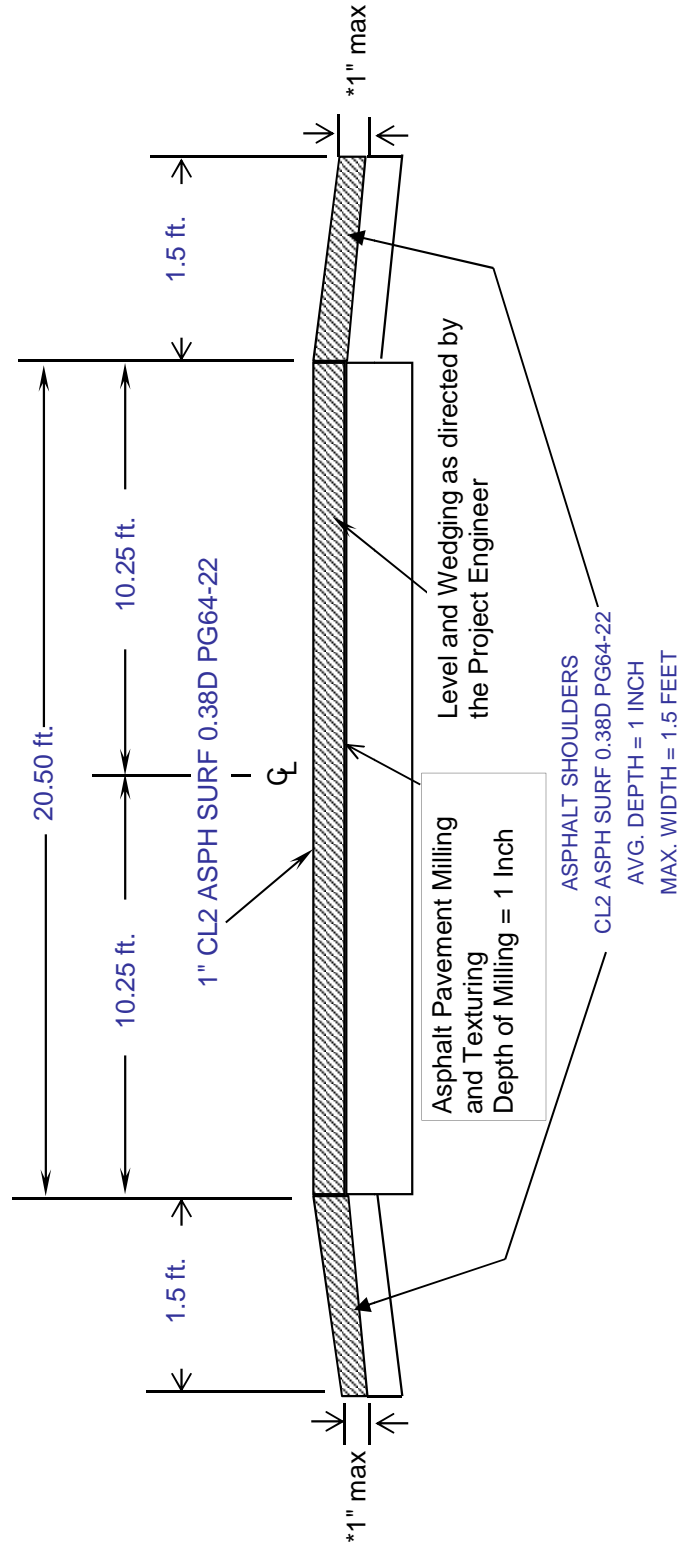 20.50 ft.
1.5 ft.
10.25 ft.
10.25 ft.
1.5 ft.
1" CL2 ASPH SURF 0.38D PG64-22
CL
*1" max
*1" max
Asphalt Pavement Milling
and Texturing
Depth of Milling = 1 Inch
Level and Wedging as directed by
the Project Engineer
ASPHALT SHOULDERS
CL2 ASPH SURF 0.38D PG64-22
AVG. DEPTH = 1 INCH
MAX. WIDTH = 1.5 FEET